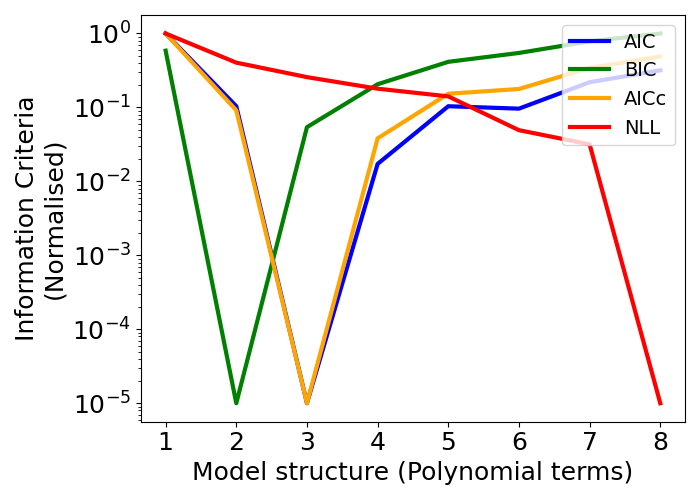 Information Criteria
(Normalised)
10⁰
10⁻¹
10⁻²
10⁻³
10⁻⁴
10⁻⁵
AIC
BIC
AICc
NLL
1 2 3 4 5 6 7 8
Model structure (Polynomial terms)